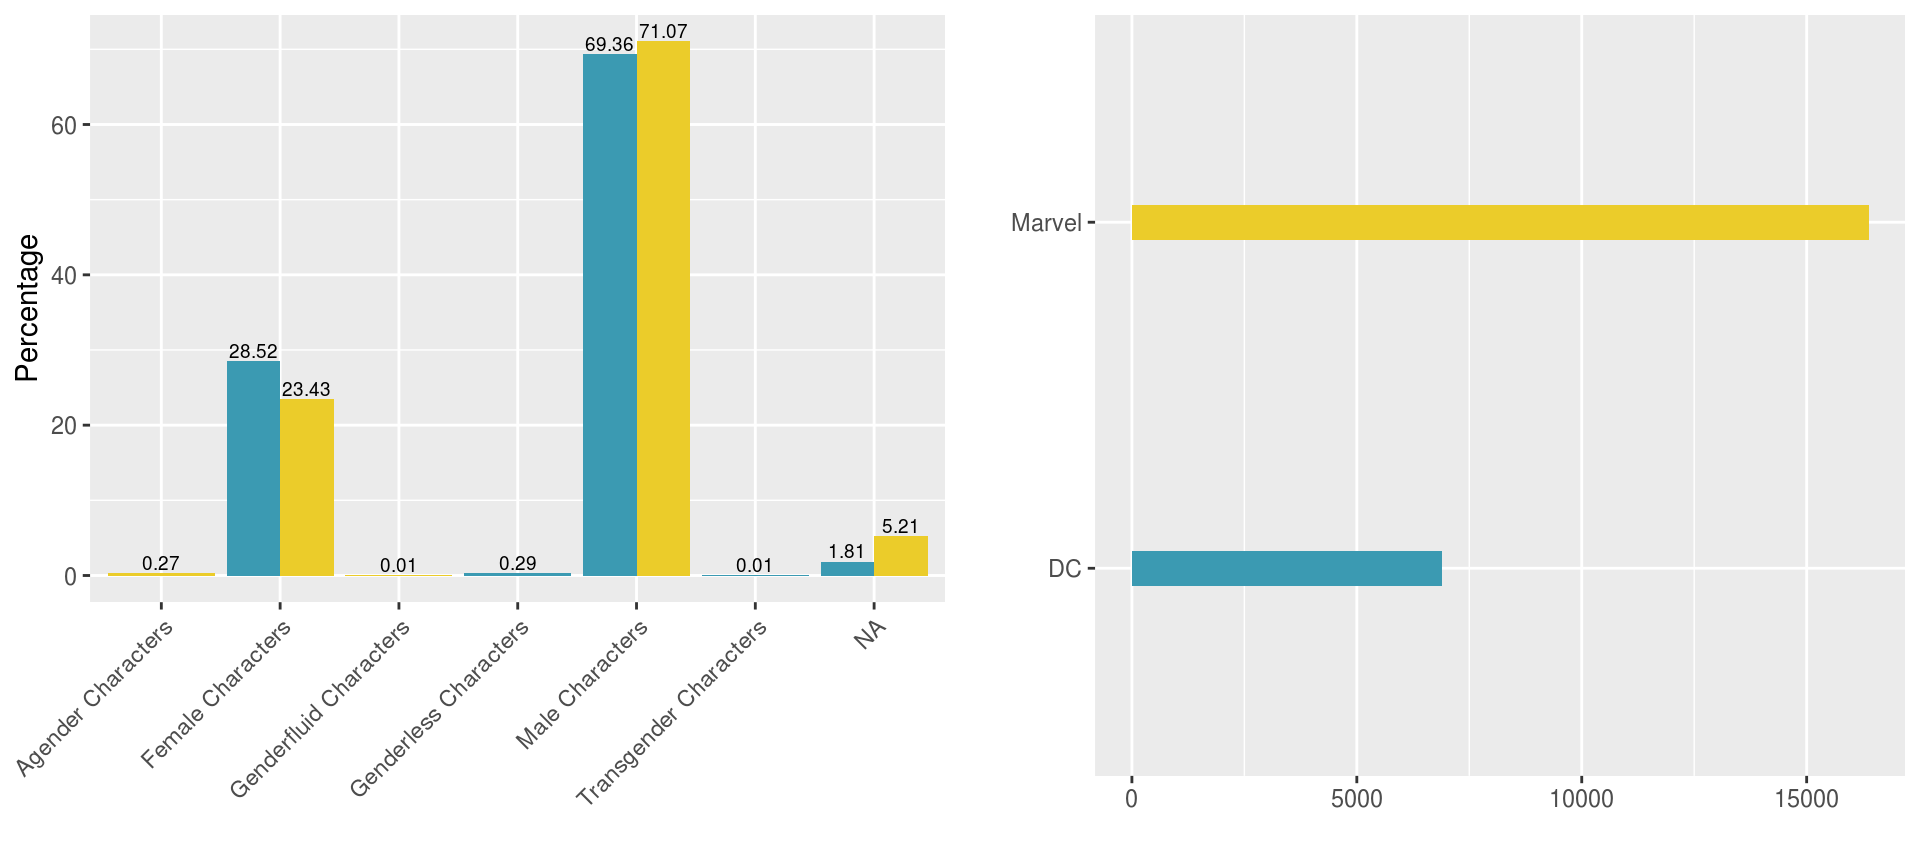 Percentage
60
40
20
0
69.36
71.07
28.52
23.43
0.27
0.01
0.29
0.01
1.81
5.21
Agender Characters
Female Characters
Genderfluid Characters
Genderless Characters
Male Characters
Transgender Characters
NA
Marvel
DC
0
5000
10000
15000